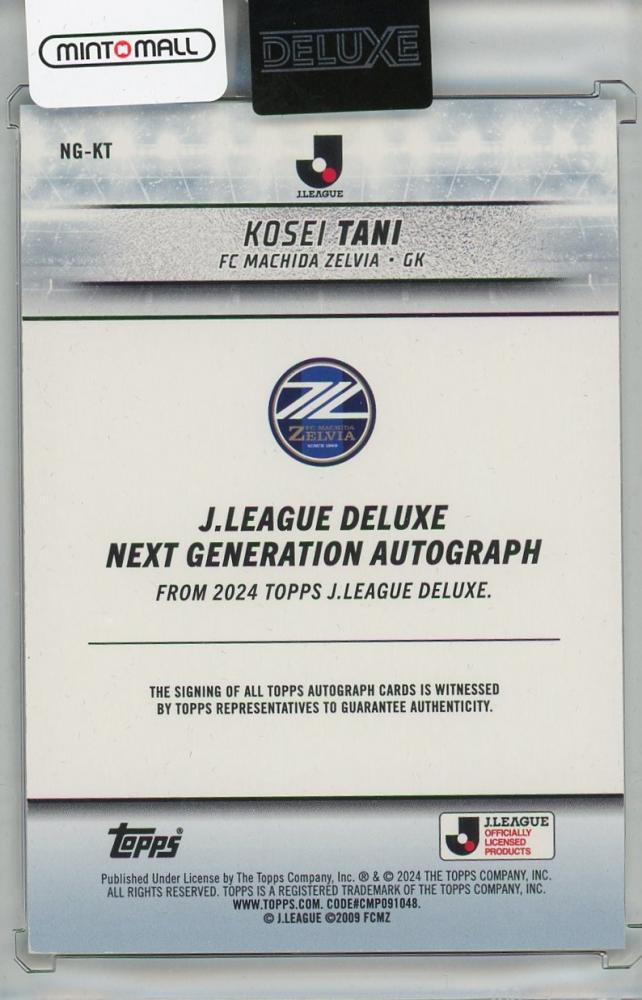 MINT MALL
DELUXE
NG-KT
J.LEAGUE
KOSEI TANI
FC MACHIDA ZELVIA • GK
FC MACHIDA
ZELVIA
SINCE 1989
J.LEAGUE DELUXE
NEXT GENERATION AUTOGRAPH
FROM 2024 TOPPS J.LEAGUE DELUXE.
THE SIGNING OF ALL TOPPS AUTOGRAPH CARDS IS WITNESSED
BY TOPPS REPRESENTATIVES TO GUARANTEE AUTHENTICITY.
topps®
J.LEAGUE
OFFICIALLY
LICENSED
PRODUCTS
Published Under License by The Topps Company, Inc. ® & © 2024 THE TOPPS COMPANY, INC.
ALL RIGHTS RESERVED. TOPPS IS A REGISTERED TRADEMARK OF THE TOPPS COMPANY, INC.
WWW.TOPPS.COM. CODE#CMP091048.
© J.LEAGUE ©2009 FCMZ